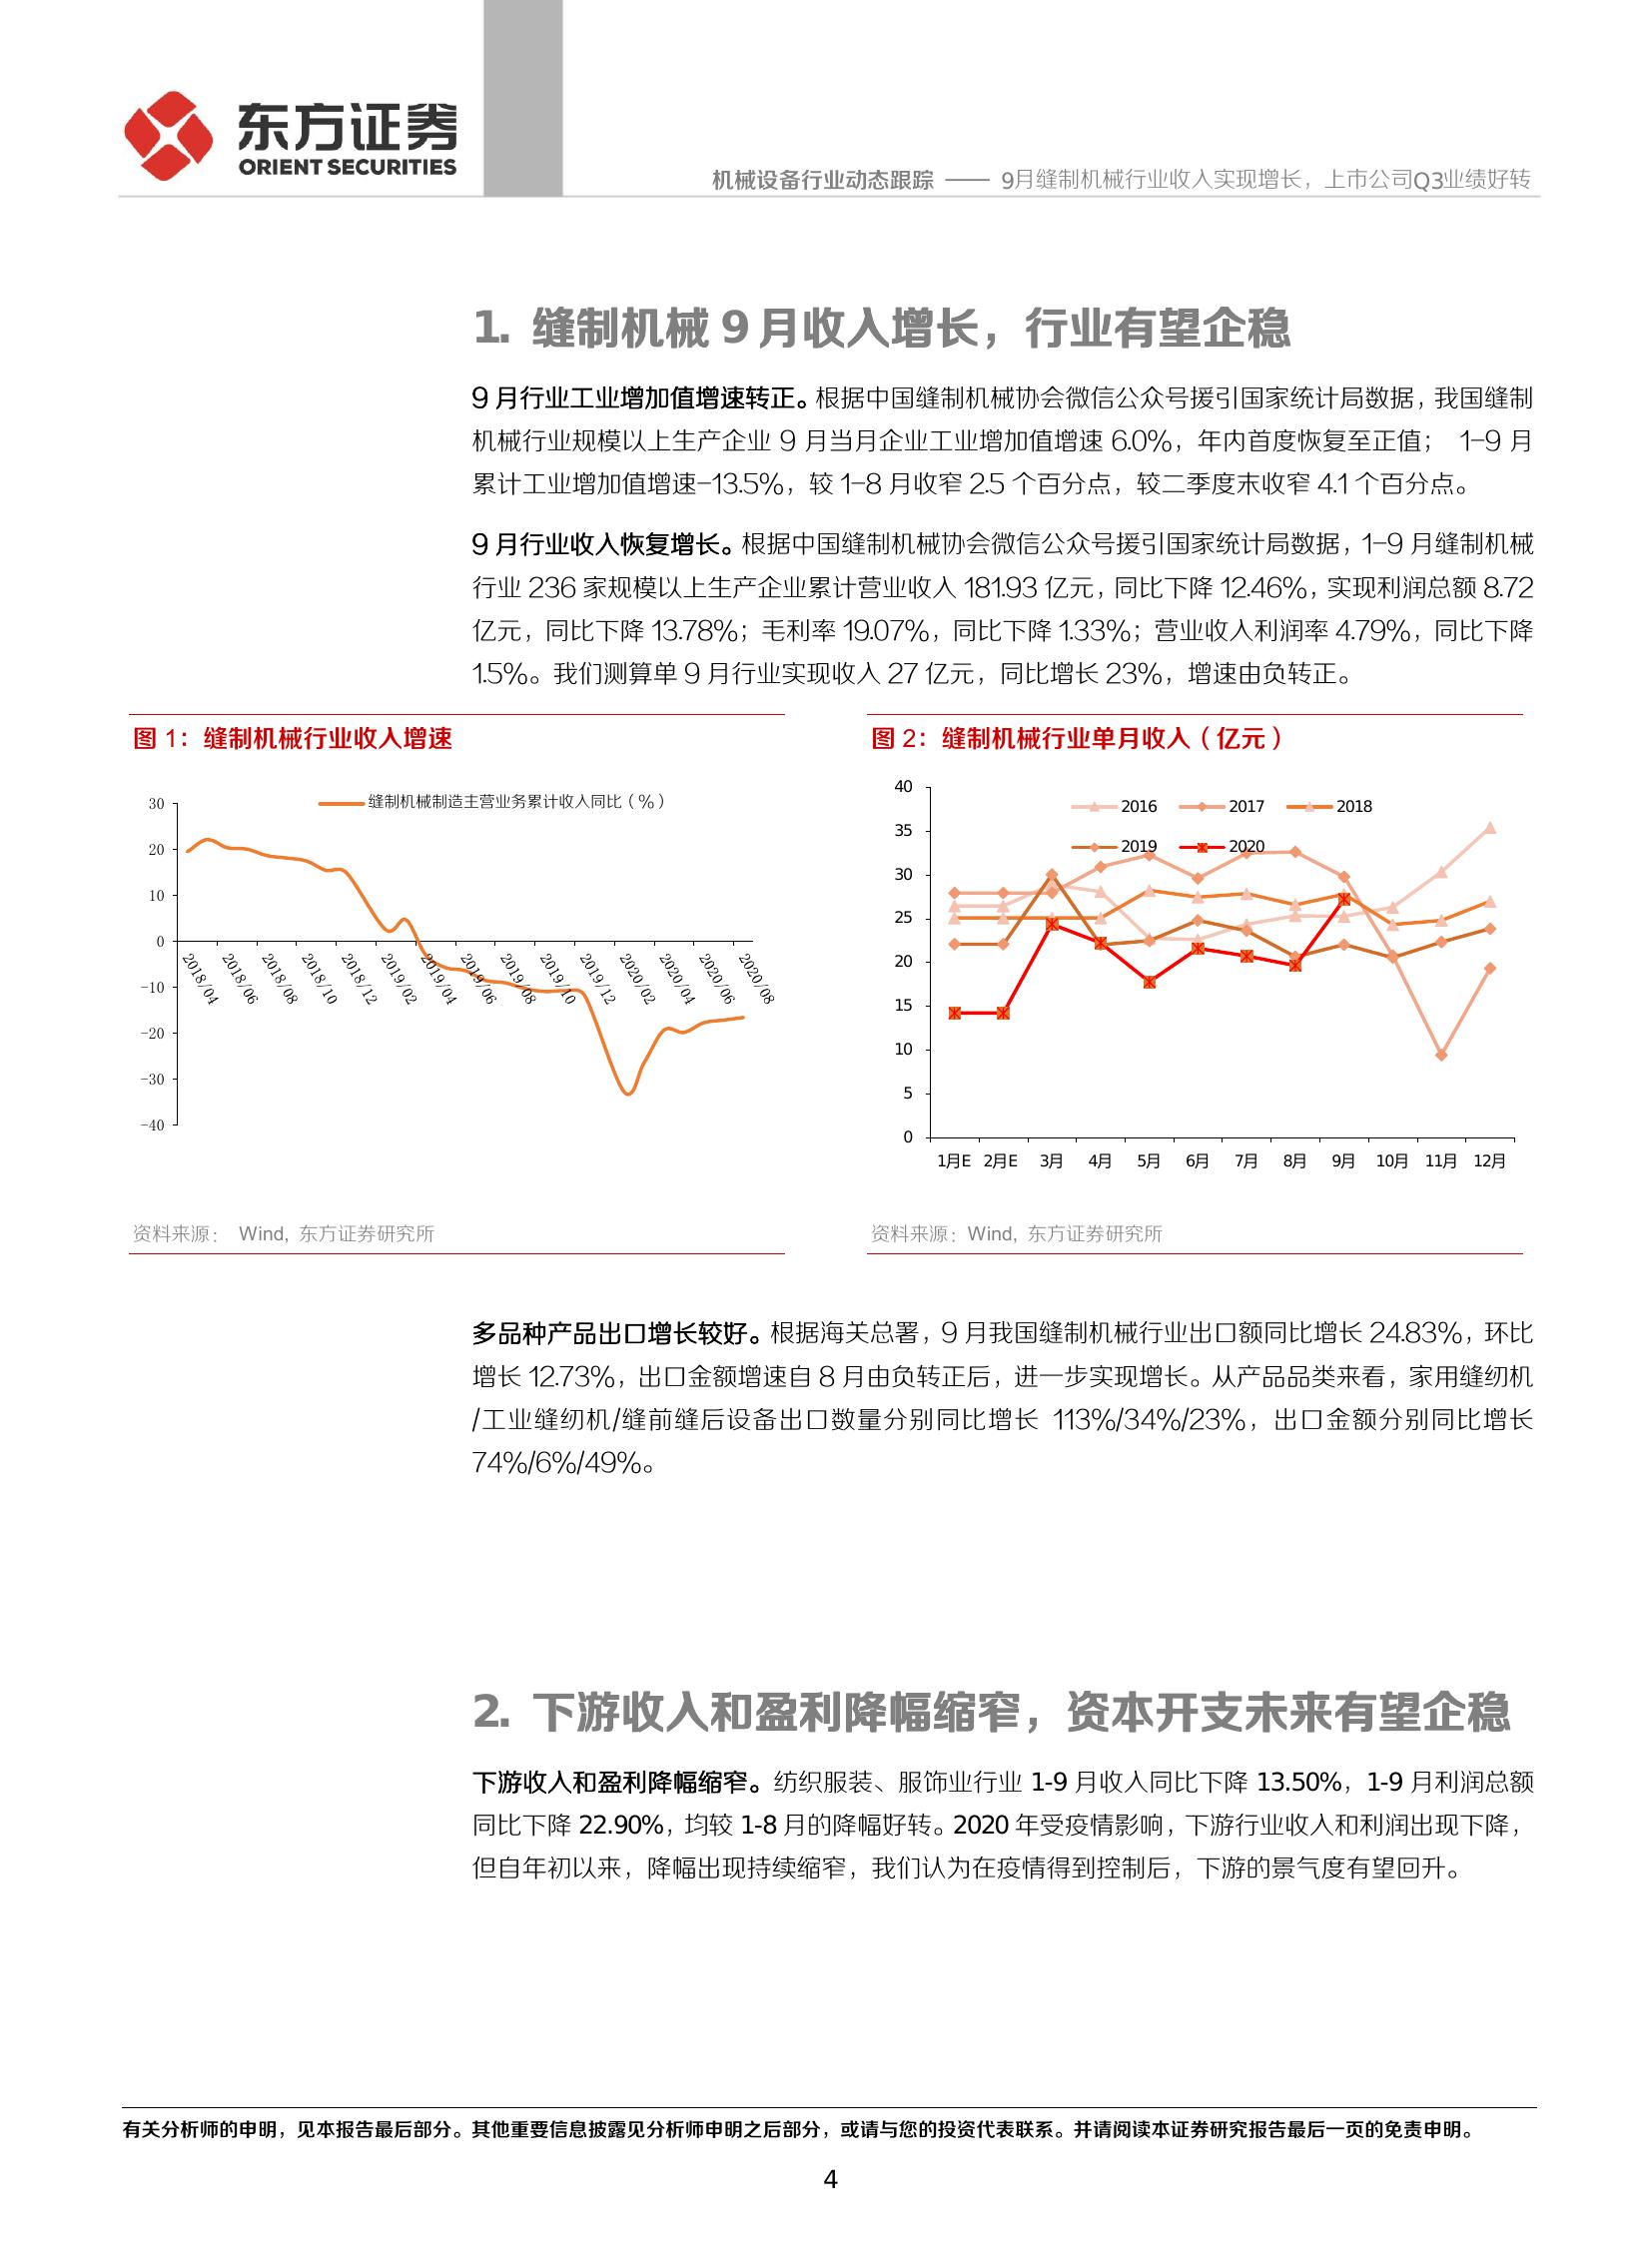 东方证券
ORIENT SECURITIES
机械设备行业动态跟踪 —— 9月缝制机械行业收入实现增长，上市公司Q3业绩好转
1. 缝制机械 9 月收入增长，行业有望企稳
9 月行业工业增加值增速转正。根据中国缝制机械协会微信公众号援引国家统计局数据，我国缝制
机械行业规模以上生产企业 9 月当月企业工业增加值增速 6.0%，年内首度恢复至正值； 1-9 月
累计工业增加值增速-13.5%，较 1-8 月收窄 2.5 个百分点，较二季度末收窄 4.1 个百分点。
9 月行业收入恢复增长。根据中国缝制机械协会微信公众号援引国家统计局数据，1-9 月缝制机械
行业 236 家规模以上生产企业累计营业收入 181.93 亿元，同比下降 12.46%，实现利润总额 8.72
亿元，同比下降 13.78%；毛利率 19.07%，同比下降 1.33%；营业收入利润率 4.79%，同比下降
1.5%。我们测算单 9 月行业实现收入 27 亿元，同比增长 23%，增速由负转正。
图 1：缝制机械行业收入增速
缝制机械制造主营业务累计收入同比（%）
30
20
10
0
-10
-20
-30
-40
2018/04 2018/06 2018/08 2018/10 2018/12 2019/02 2019/04 2019/06 2019/08 2019/10 2019/12 2020/02 2020/04 2020/06 2020/08
资料来源： Wind, 东方证券研究所
图 2：缝制机械行业单月收入（亿元）
2016 2017 2018
2019 2020
40
35
30
25
20
15
10
5
0
1月E 2月E 3月 4月 5月 6月 7月 8月 9月 10月 11月 12月
资料来源：Wind, 东方证券研究所
多品种产品出口增长较好。根据海关总署，9 月我国缝制机械行业出口额同比增长 24.83%，环比
增长 12.73%，出口金额增速自 8 月由负转正后，进一步实现增长。从产品品类来看，家用缝纫机
/工业缝纫机/缝前缝后设备出口数量分别同比增长 113%/34%/23%，出口金额分别同比增长
74%/6%/49%。
2. 下游收入和盈利降幅缩窄，资本开支未来有望企稳
下游收入和盈利降幅缩窄。纺织服装、服饰业行业 1-9 月收入同比下降 13.50%，1-9 月利润总额
同比下降 22.90%，均较 1-8 月的降幅好转。2020 年受疫情影响，下游行业收入和利润出现下降，
但自年初以来，降幅出现持续缩窄，我们认为在疫情得到控制后，下游的景气度有望回升。
有关分析师的申明，见本报告最后部分。其他重要信息披露见分析师申明之后部分，或请与您的投资代表联系。并请阅读本证券研究报告最后一页的免责申明。
4